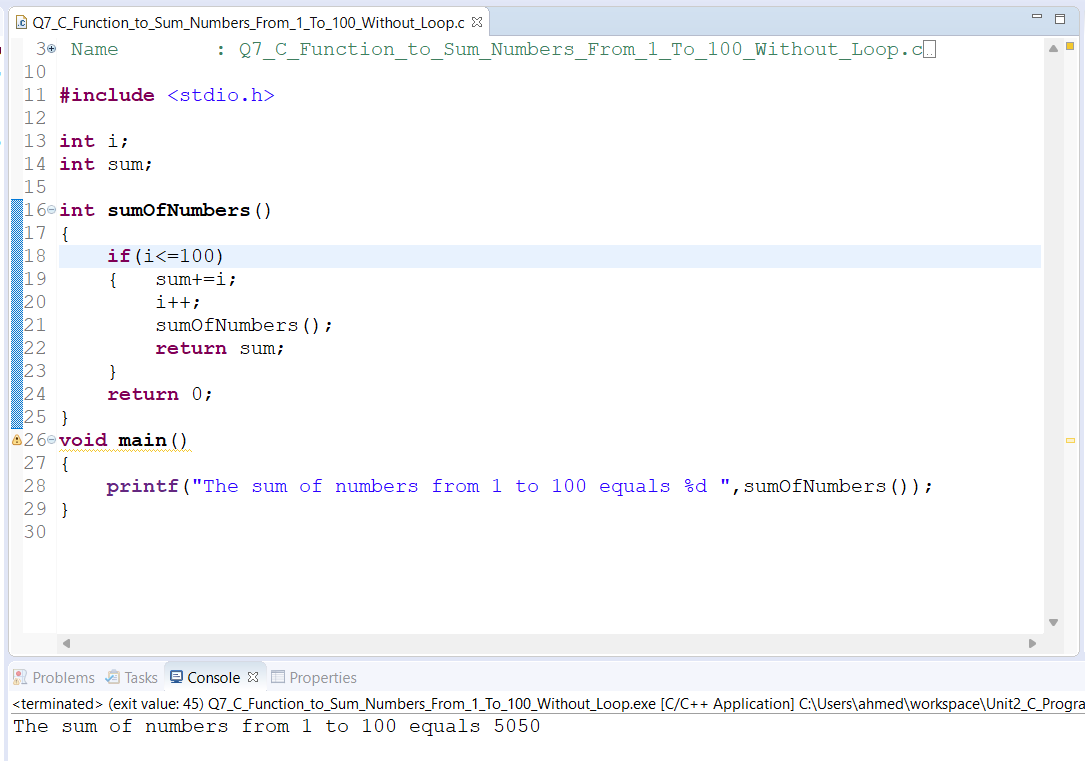 Q7_C_Function_to_Sum_Numbers_From_1_To_100_Without_Loop.c
3 Name : Q7_C_Function_to_Sum_Numbers_From_1_To_100_Without_Loop.c
10
11 #include <stdio.h>
12
13 int i;
14 int sum;
15
16 int sumOfNumbers()
17 {
18 if(i<=100)
19 { sum+=i;
20 i++;
21 sumOfNumbers();
22 return sum;
23 }
24 return 0;
25 }
26 void main()
27 {
28 printf("The sum of numbers from 1 to 100 equals %d ",sumOfNumbers());
29 }
30
Problems Tasks Console Properties
<terminated> (exit value: 45) Q7_C_Function_to_Sum_Numbers_From_1_To_100_Without_Loop.exe [C/C++ Application] C:\Users\ahmed\workspace\Unit2_C_Progra
The sum of numbers from 1 to 100 equals 5050